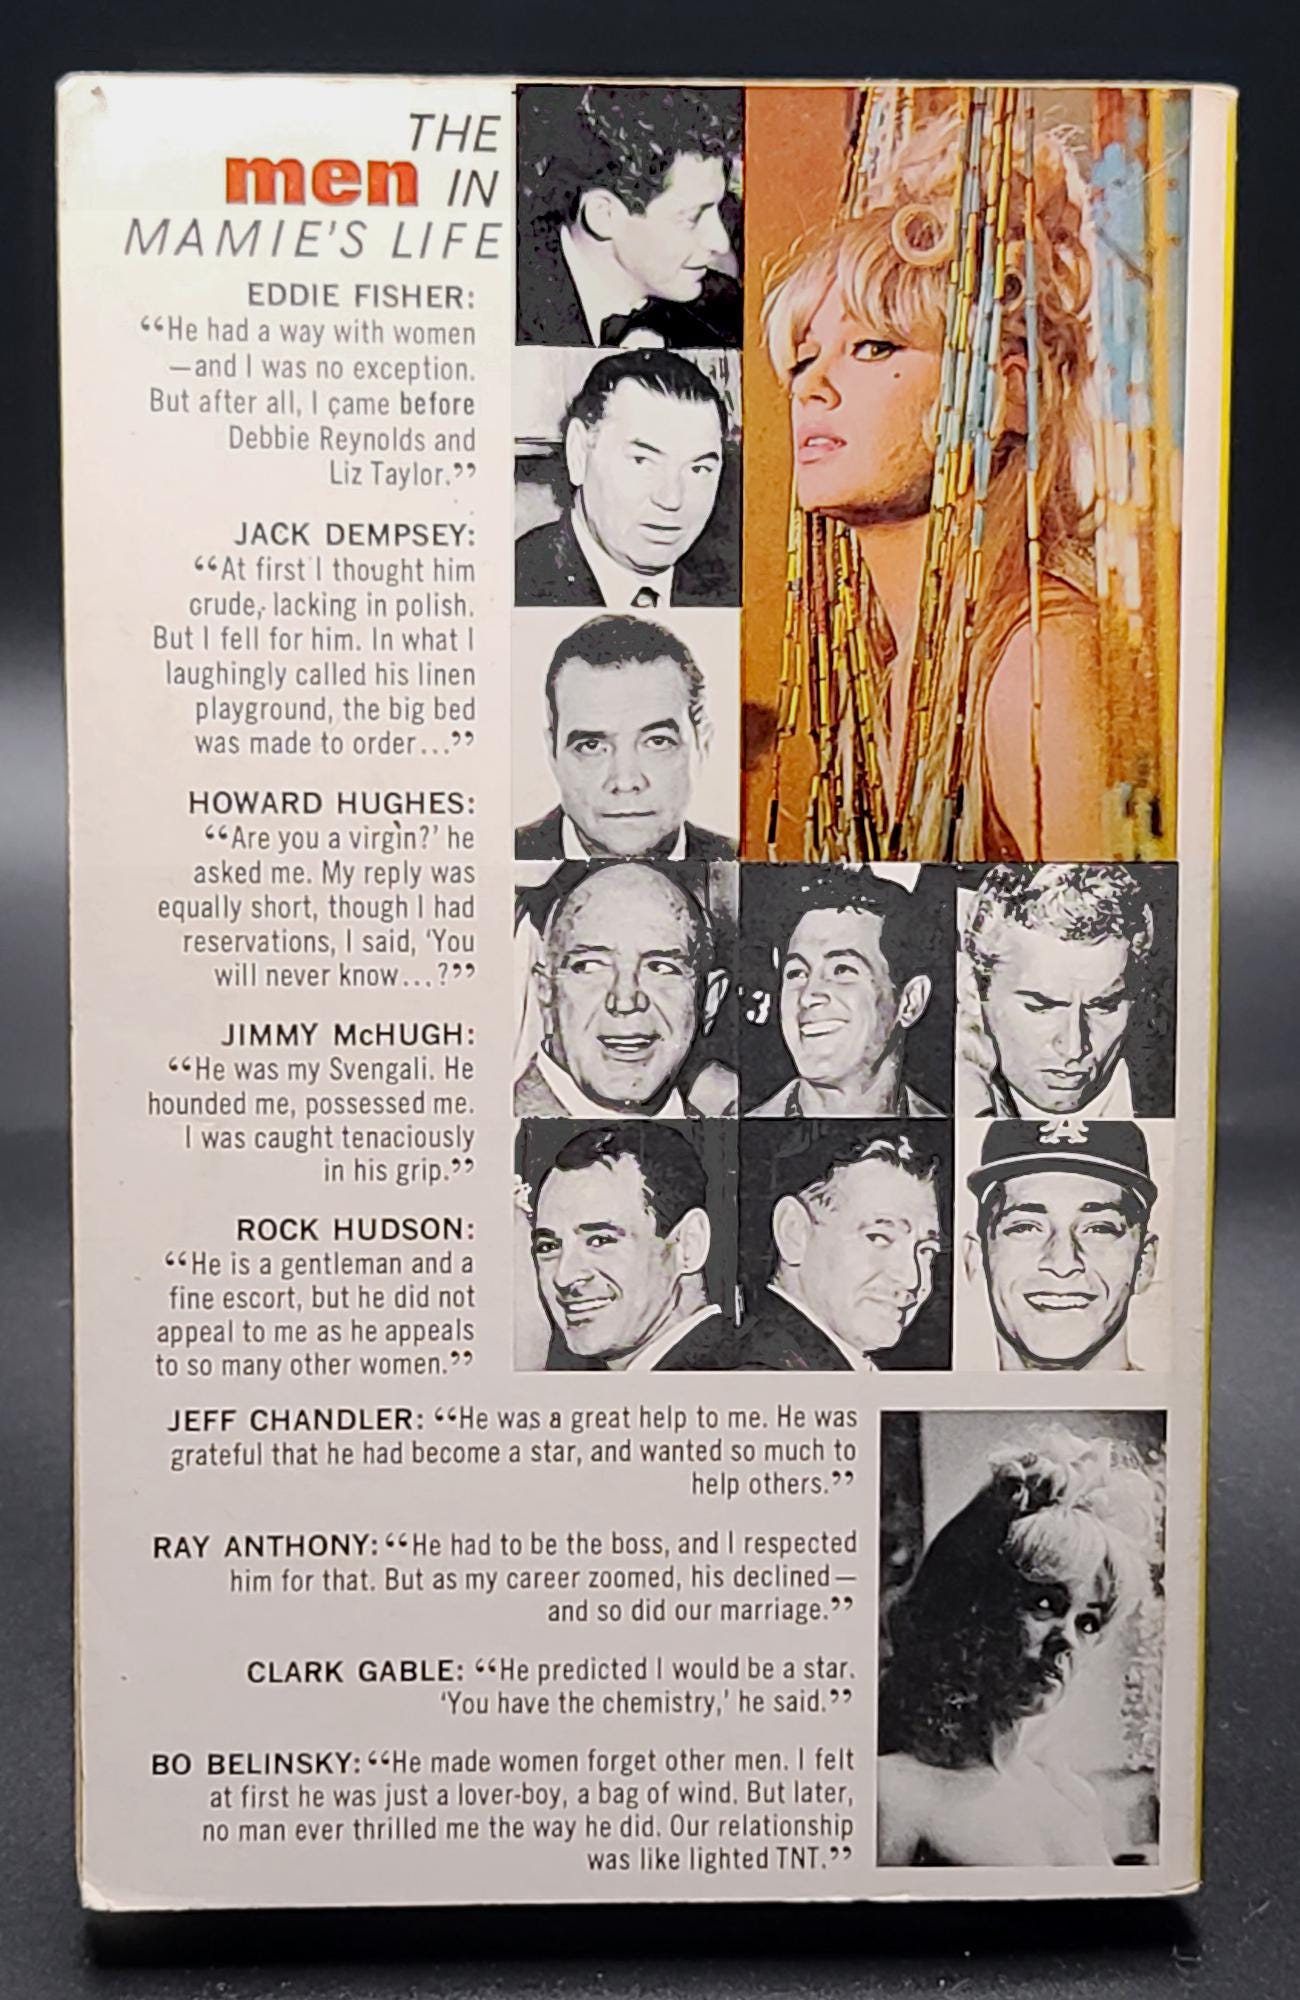 THE
men IN
MAMIE'S LIFE
EDDIE FISHER:
“He had a way with women
—and I was no exception.
But after all, I came before
Debbie Reynolds and
Liz Taylor.”
JACK DEMPSEY:
“At first I thought him
crude, lacking in polish.
But I fell for him. In what I
laughingly called his linen
playground, the big bed
was made to order...”
HOWARD HUGHES:
“Are you a virgin?’ he
asked me. My reply was
equally short, though I had
reservations, I said, ‘You
will never know...?”
JIMMY McHUGH:
“He was my Svengali. He
hounded me, possessed me.
I was caught tenaciously
in his grip.”
ROCK HUDSON:
“He is a gentleman and a
fine escort, but he did not
appeal to me as he appeals
to so many other women.”
JEFF CHANDLER: “He was a great help to me. He was
grateful that he had become a star, and wanted so much to
help others.”
RAY ANTHONY: “He had to be the boss, and I respected
him for that. But as my career zoomed, his declined—
and so did our marriage.”
CLARK GABLE: “He predicted I would be a star.
‘You have the chemistry,’ he said.”
BO BELINSKY: “He made women forget other men. I felt
at first he was just a lover-boy, a bag of wind. But later,
no man ever thrilled me the way he did. Our relationship
was like lighted TNT.”
3
A